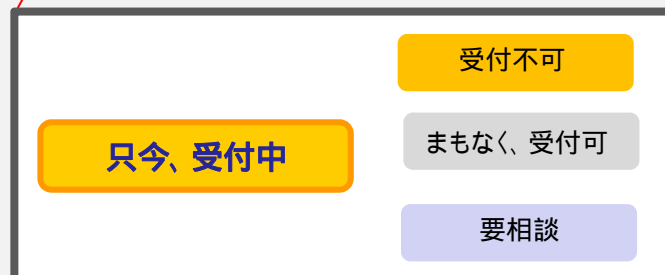 受付不可
只今、受付中
まもなく、受付可
要相談